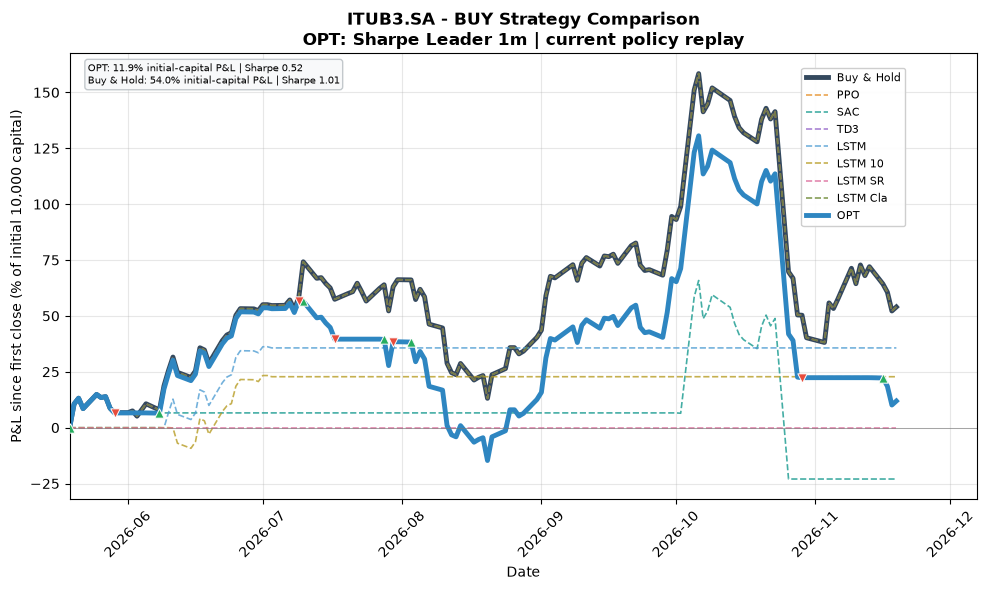 ITUB3.SA - BUY Strategy Comparison
OPT: Sharpe Leader 1m | current policy replay
OPT: 11.9% initial-capital P&L | Sharpe 0.52
Buy & Hold: 54.0% initial-capital P&L | Sharpe 1.01
Buy & Hold
PPO
SAC
TD3
LSTM
LSTM 10
LSTM SR
LSTM Cla
OPT
P&L since first close (% of initial 10,000 capital)
150
125
100
75
50
25
0
−25
2026-06
2026-07
2026-08
2026-09
2026-10
2026-11
2026-12
Date